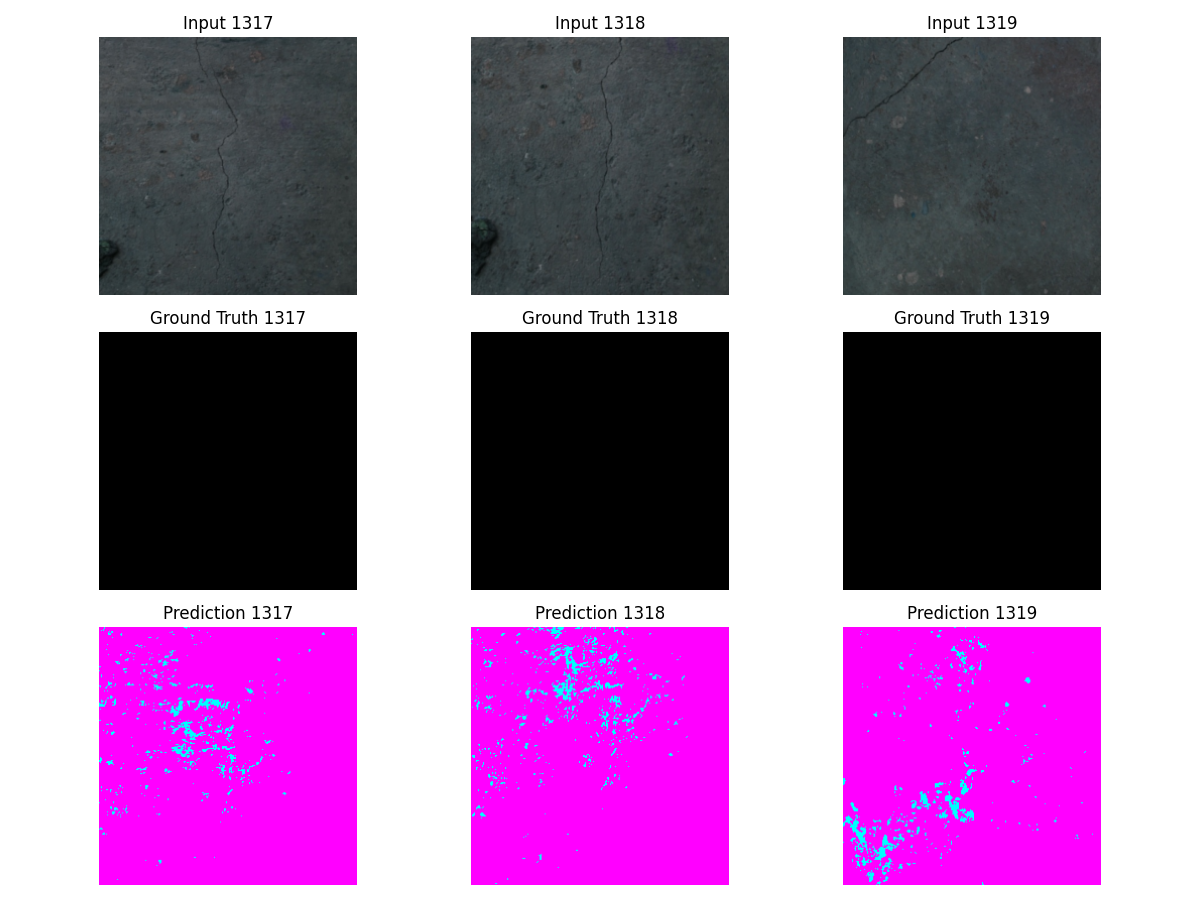 Input 1317
Input 1318
Input 1319
Ground Truth 1317
Ground Truth 1318
Ground Truth 1319
Prediction 1317
Prediction 1318
Prediction 1319